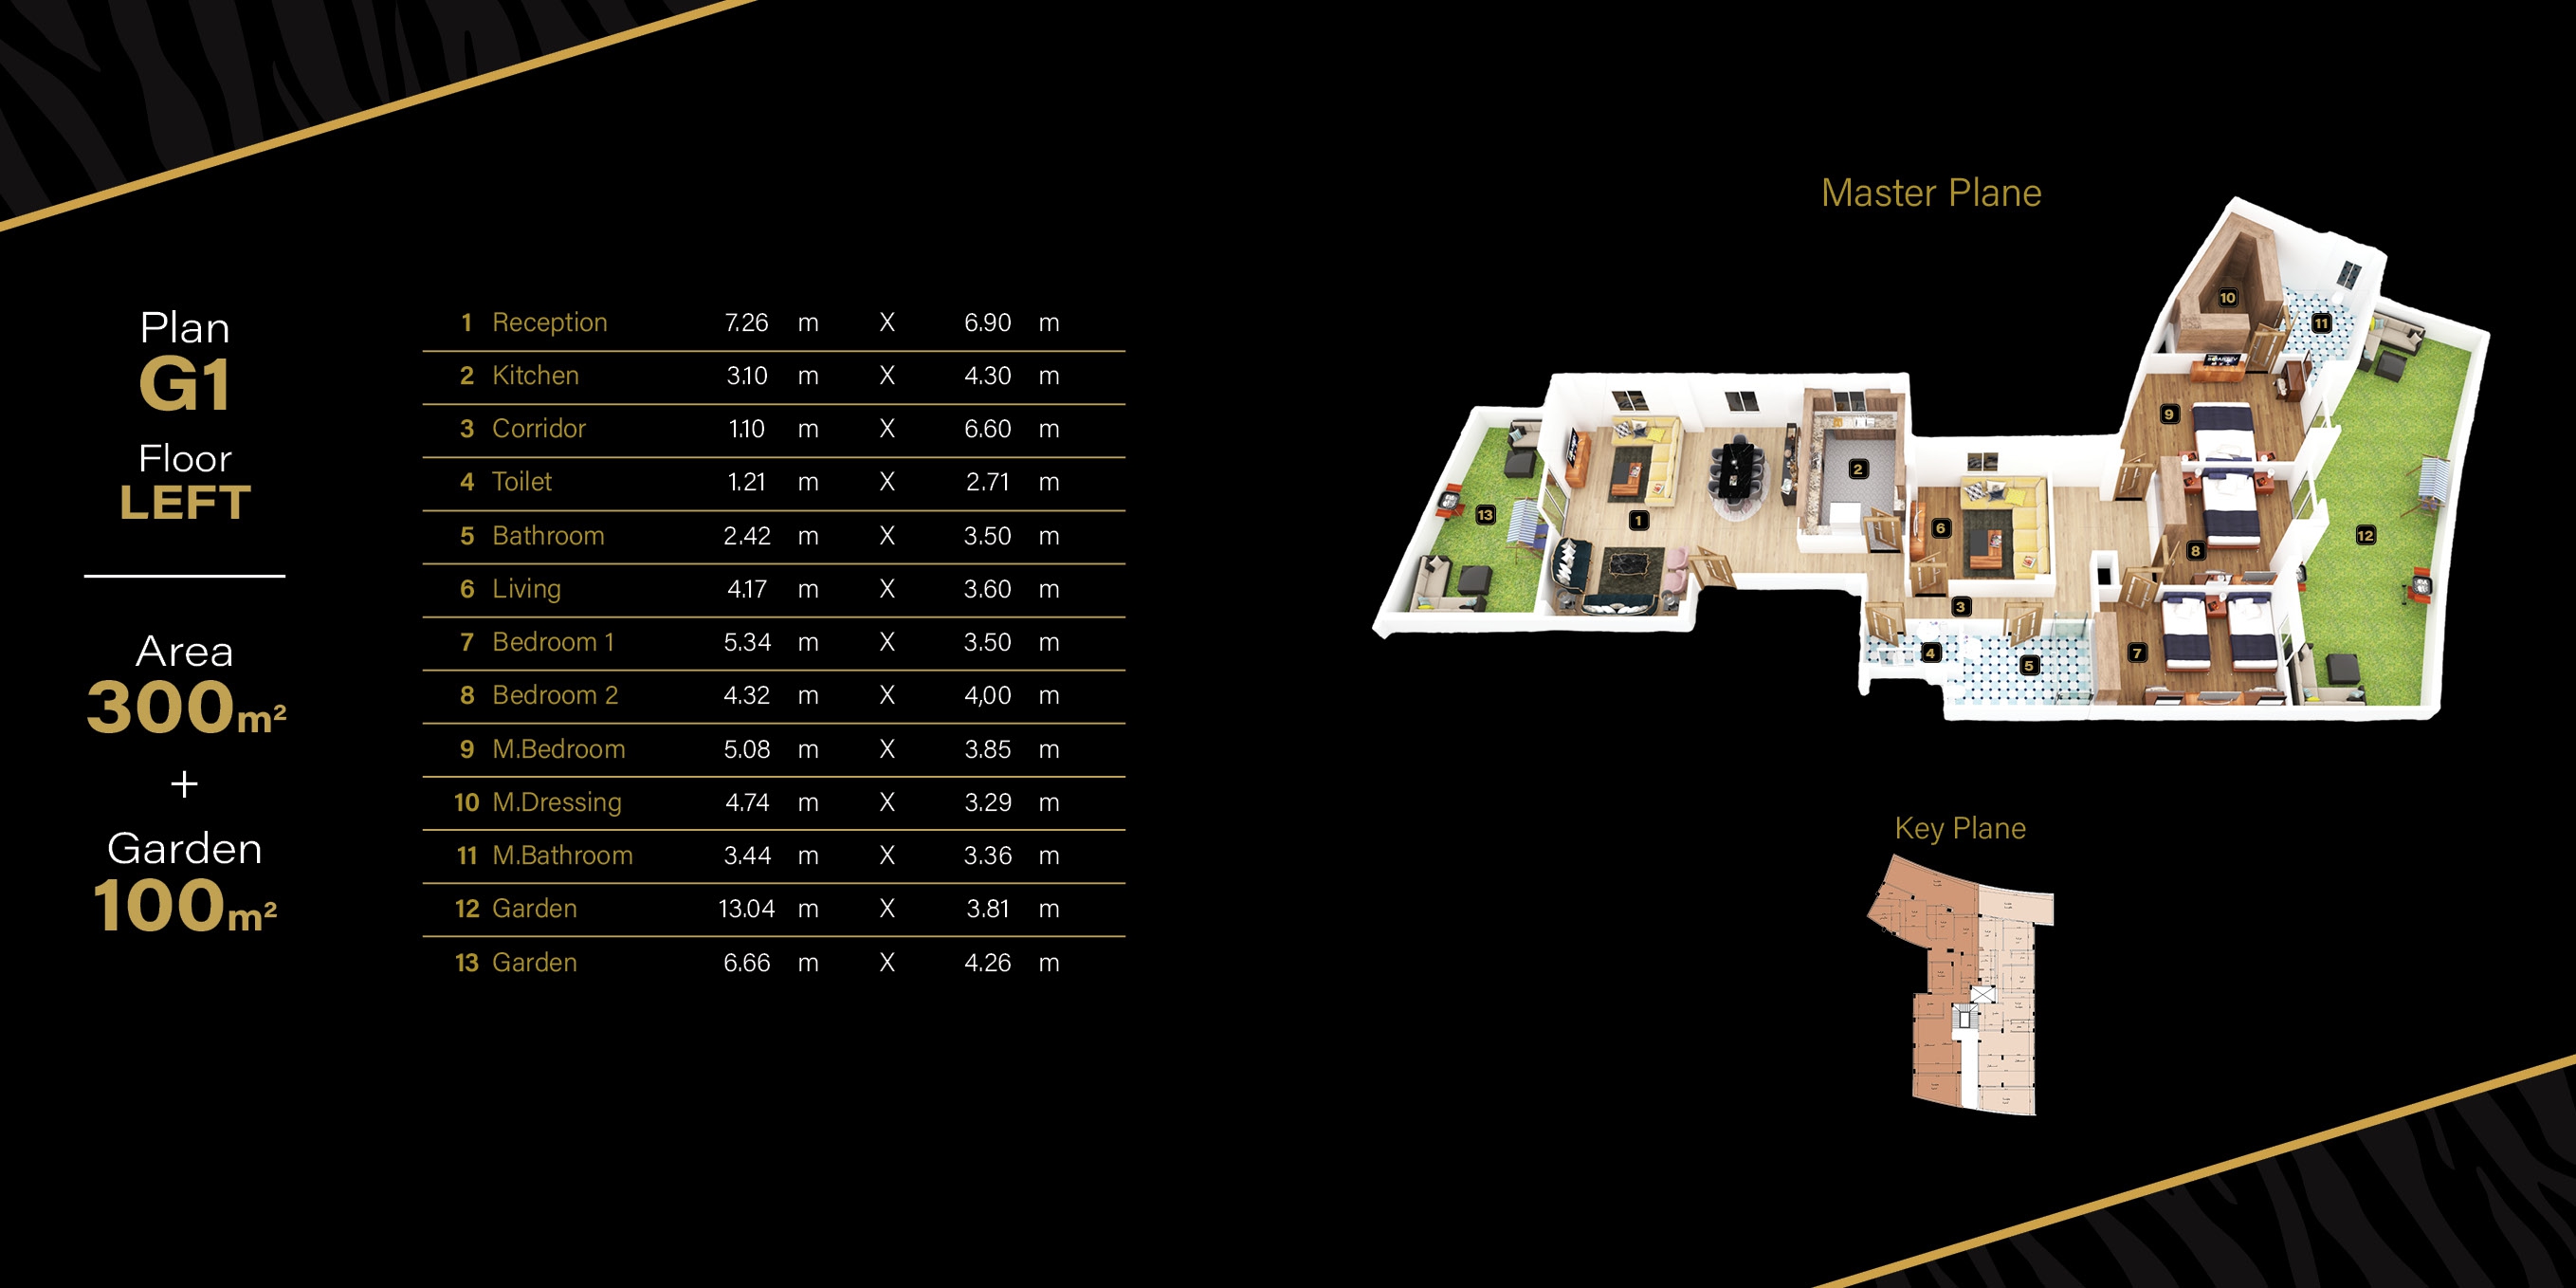 Plan
G1
Floor
LEFT
Area
300m²
+
Garden
100m²
1 Reception 7.26 m X 6.90 m
2 Kitchen 3.10 m X 4.30 m
3 Corridor 1.10 m X 6.60 m
4 Toilet 1.21 m X 2.71 m
5 Bathroom 2.42 m X 3.50 m
6 Living 4.17 m X 3.60 m
7 Bedroom 1 5.34 m X 3.50 m
8 Bedroom 2 4.32 m X 4,00 m
9 M.Bedroom 5.08 m X 3.85 m
10 M.Dressing 4.74 m X 3.29 m
11 M.Bathroom 3.44 m X 3.36 m
12 Garden 13.04 m X 3.81 m
13 Garden 6.66 m X 4.26 m
Master Plane
10
11
9
2
13
1
6
12
8
3
4
5
7
Key Plane